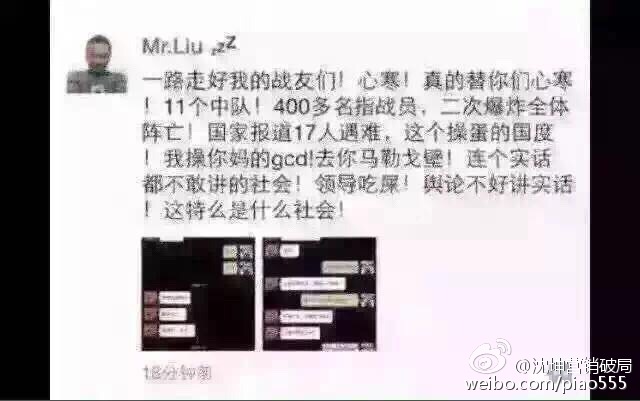 Mr.Liu zzZ
一路走好我的战友们！心寒！真的替你们心寒
！11个中队！400多名指战员，二次爆炸全体
阵亡！国家报道17人遇难，这个操蛋的国度
！我操你妈的gcd!去你马勒戈壁！连个实话
都不敢讲的社会！领导吃屎！舆论不好讲实话
！这特么是什么社会！
18分钟前
weibo.com/piao555